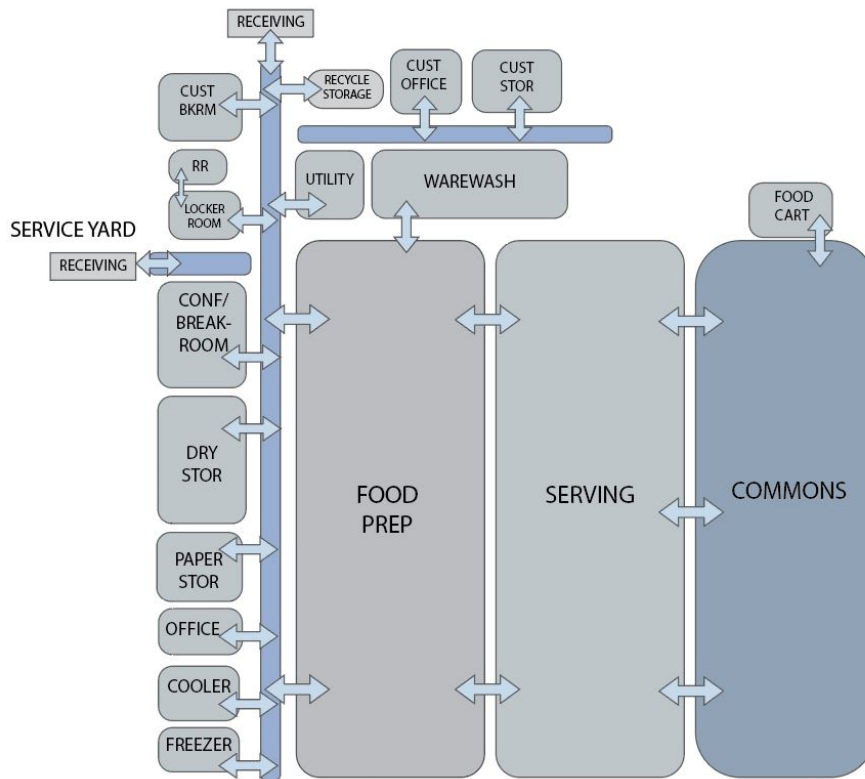 RECEIVING
CUST
BKRM
RECYCLE
STORAGE
CUST
OFFICE
CUST
STOR
RR
LOCKER
ROOM
UTILITY
WAREWASH
FOOD
CART
SERVICE YARD
RECEIVING
CONF/
BREAK-
ROOM
DRY
STOR
FOOD
PREP
SERVING
COMMONS
PAPER
STOR
OFFICE
COOLER
FREEZER